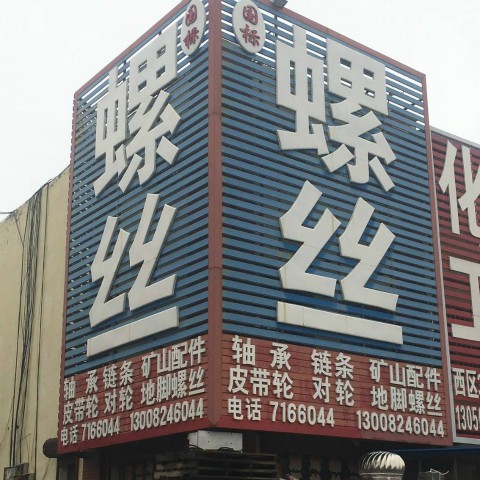 国标
螺丝
轴承 链条 矿山配件
皮带轮 对轮 地脚螺丝
电话 7166044 13008246044
国标
螺丝
轴承 链条 矿山配件
皮带轮 对轮 地脚螺丝
电话 7166044 13008246044
化
工
西区
1305